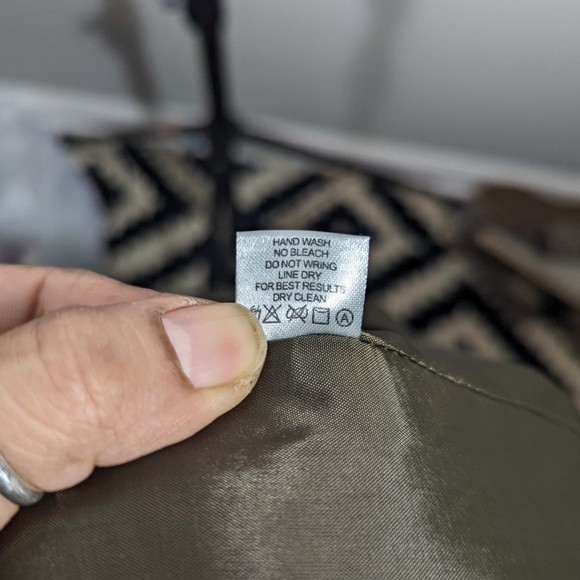 HAND WASH
NO BLEACH
DO NOT WRING
LINE DRY
FOR BEST RESULTS
DRY CLEAN
A